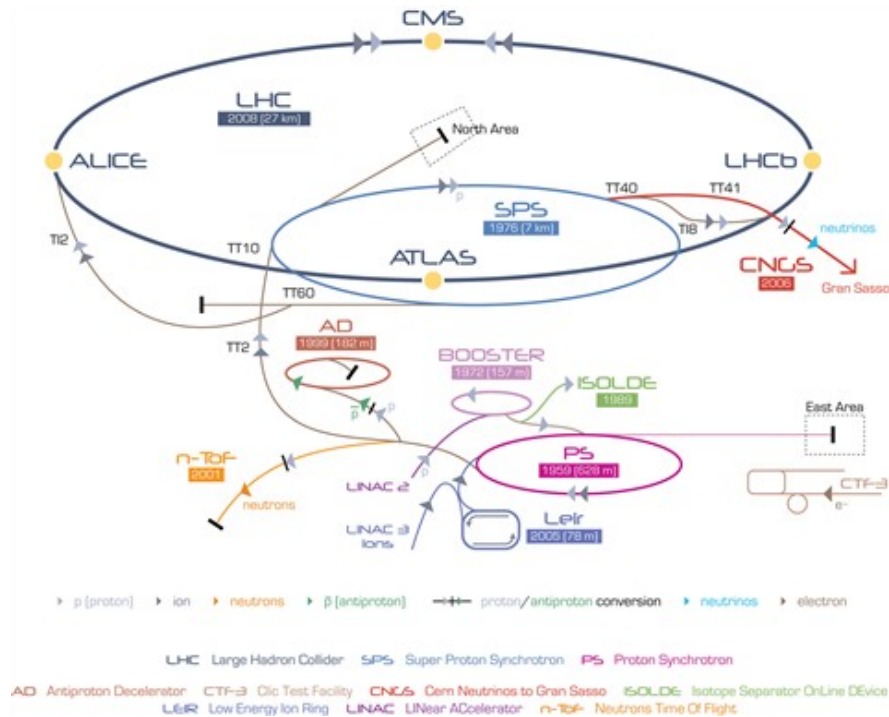 CMS
LHC
2008 (27 km)
North Area
ALICE
LHCb
TT40
TT41
SPS
1976 (7 km)
TI8
neutrinos
TI2
TT10
ATLAS
CNGS
2006
Gran Sasso
TT60
AD
1999 (182 m)
TT2
BOOSTER
1972 (157 m)
ISOLDE
1989
p
p̄
p
East Area
n-ToF
2001
PS
1959 (628 m)
LINAC 2
p
neutrons
CTF-3
e-
LINAC 3
Ions
Leir
2005 (78 m)
p [proton]
ion
neutrons
p̄ [antiproton]
proton/antiproton conversion
neutrinos
electron
LHC Large Hadron Collider SPS Super Proton Synchrotron PS Proton Synchrotron
AD Antiproton Decelerator CTF-3 Clic Test Facility CNGS Cern Neutrinos to Gran Sasso ISOLDE Isotope Separator OnLine DEvice
LEIR Low Energy Ion Ring LINAC LINear ACcelerator n-ToF Neutrons Time Of Flight